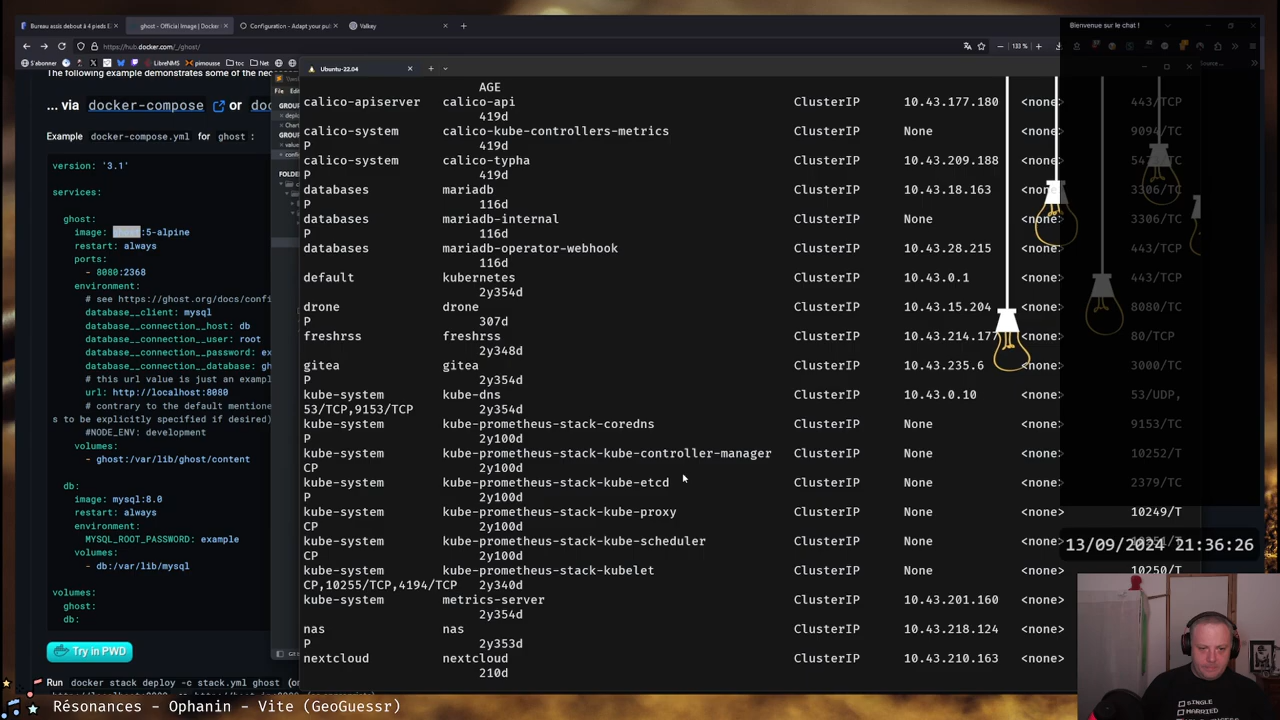 Bureau assis debout à 4 pieds E
ghost - Official Image | Docker
Configuration - Adapt your pu
Valkey
Bienvenue sur le chat !
https://hub.docker.com/_/ghost/
133 %
S'abonner
LibreNMS
pimousse
toc
Net
The following example demonstrates some of the nec
Ubuntu-22.04
... via docker-compose or doc
Example docker-compose.yml for ghost :
version: '3.1'
services:
ghost:
image: ghost:5-alpine
restart: always
ports:
- 8080:2368
environment:
# see https://ghost.org/docs/confi
database__client: mysql
database__connection__host: db
database__connection__user: root
database__connection__password: ex
database__connection__database: gh
# this url value is just an exampl
url: http://localhost:8080
# contrary to the default mentione
s to be explicitly specified if desired)
#NODE_ENV: development
volumes:
- ghost:/var/lib/ghost/content
db:
image: mysql:8.0
restart: always
environment:
MYSQL_ROOT_PASSWORD: example
volumes:
- db:/var/lib/mysql
volumes:
ghost:
db:
Try in PWD
Run docker stack deploy -c stack.yml ghost (or
File
GROU
GROU
FOLDER
AGE
calico-apiserver calico-api ClusterIP 10.43.177.180 <none> 443/TCP
419d
calico-system calico-kube-controllers-metrics ClusterIP None <none> 9094/TC
P 419d
calico-system calico-typha ClusterIP 10.43.209.188 <none>
P 419d
databases mariadb ClusterIP 10.43.18.163 <none> 3306/TC
P 116d
databases mariadb-internal ClusterIP None <none> 3306/TC
P 116d
databases mariadb-operator-webhook ClusterIP 10.43.28.215 <none> 443/TCP
116d
default kubernetes ClusterIP 10.43.0.1 <none> 443/TCP
2y354d
drone drone ClusterIP 10.43.15.204 <none> 8080/TC
P 307d
freshrss freshrss ClusterIP 10.43.214.177 <none> 80/TCP
2y348d
gitea gitea ClusterIP 10.43.235.6 <none> 3000/TC
P 2y354d
kube-system kube-dns ClusterIP 10.43.0.10 <none> 53/UDP,
53/TCP,9153/TCP 2y354d
kube-system kube-prometheus-stack-coredns ClusterIP None <none> 9153/TC
P 2y100d
kube-system kube-prometheus-stack-kube-controller-manager ClusterIP None <none> 10252/T
CP 2y100d
kube-system kube-prometheus-stack-kube-etcd ClusterIP None <none> 2379/TC
P 2y100d
kube-system kube-prometheus-stack-kube-proxy ClusterIP None <none> 10249/T
CP 2y100d
kube-system kube-prometheus-stack-kube-scheduler ClusterIP None <none> 10251/T
CP 2y100d
kube-system kube-prometheus-stack-kubelet ClusterIP None <none> 10250/T
CP,10255/TCP,4194/TCP 2y340d
kube-system metrics-server ClusterIP 10.43.201.160 <none>
2y354d
nas nas ClusterIP 10.43.218.124 <none>
P 2y353d
nextcloud nextcloud ClusterIP 10.43.210.163 <none>
210d
13/09/2024 21:36:26
SINGLE
MARRIED
Résonances - Ophanin - Vite (GeoGuessr)